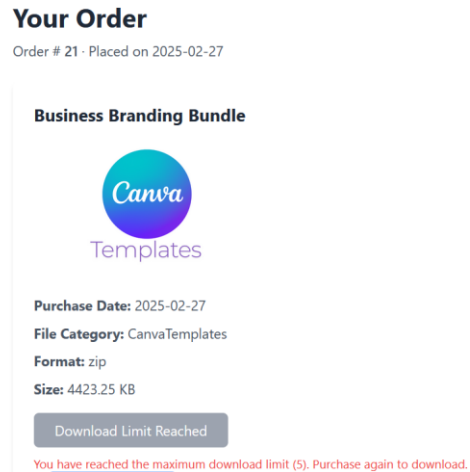 Your Order
Order # 21 · Placed on 2025-02-27
Business Branding Bundle
Canva
Templates
Purchase Date: 2025-02-27
File Category: CanvaTemplates
Format: zip
Size: 4423.25 KB
Download Limit Reached
You have reached the maximum download limit (5). Purchase again to download.